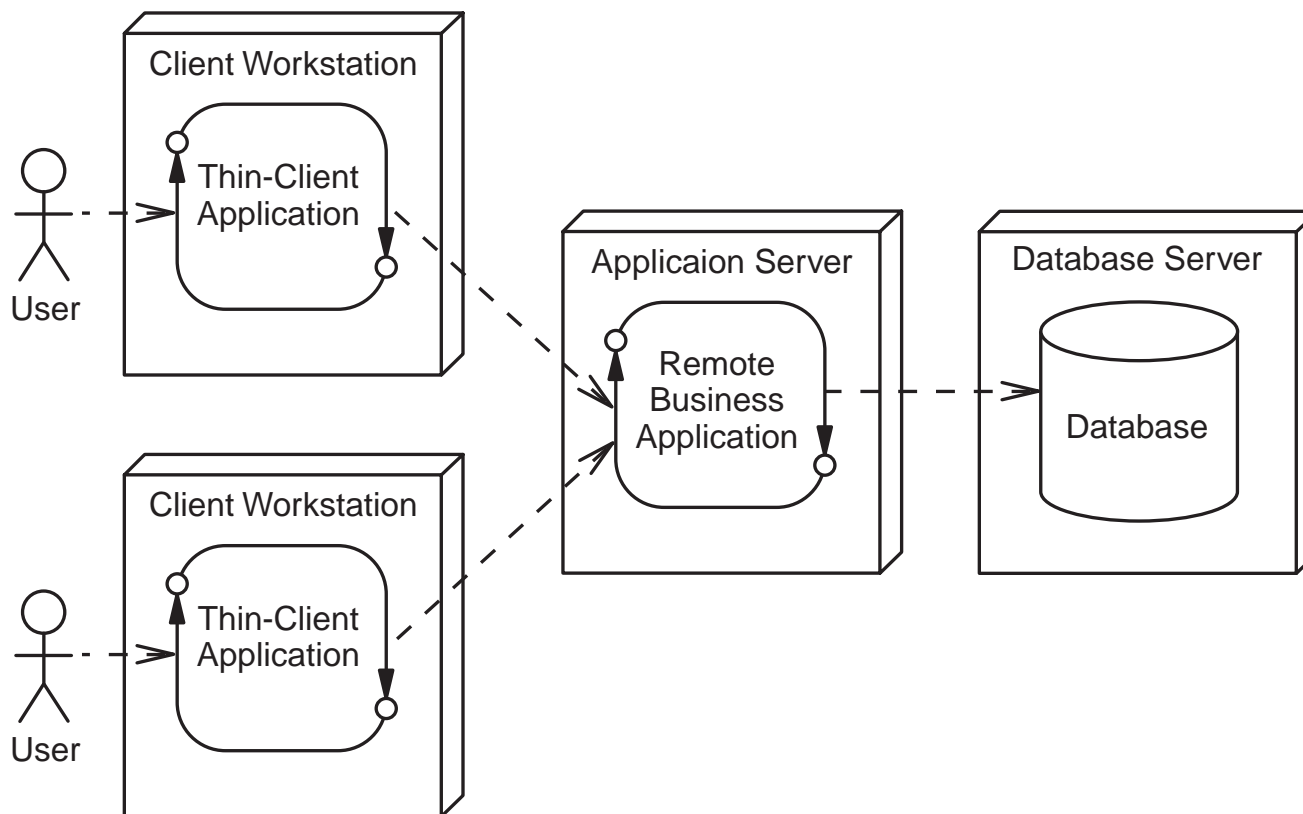 Client Workstation
Thin-Client
Application
User
Applicaion Server
Remote
Business
Application
Database Server
Database
Client Workstation
Thin-Client
Application
User